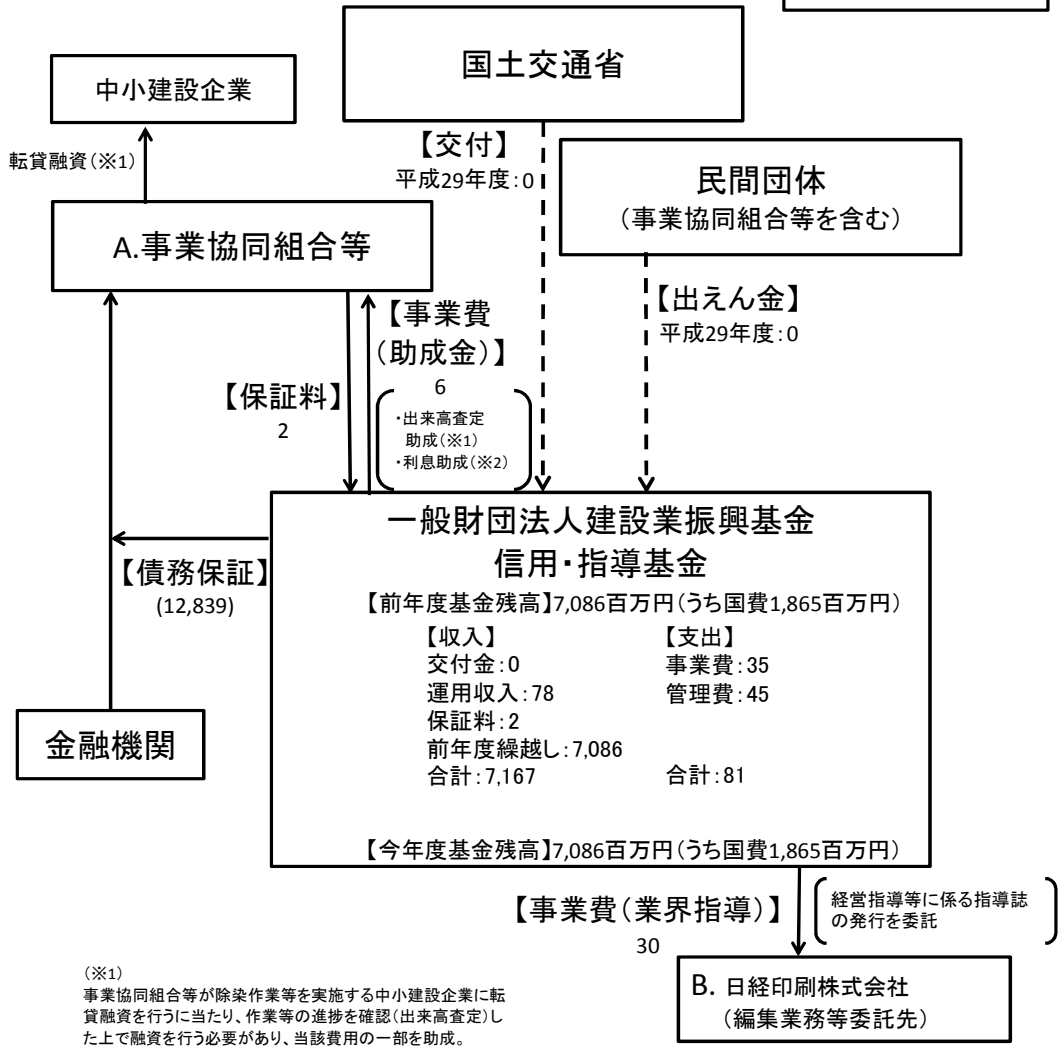 国土交通省
中小建設企業
転貸融資(※1)
【交付】
平成29年度:0
民間団体
(事業協同組合等を含む)
A.事業協同組合等
【出えん金】
平成29年度:0
【事業費
(助成金)】
6
・出来高査定
助成(※1)
・利息助成(※2)
【保証料】
2
一般財団法人建設業振興基金
信用・指導基金
【前年度基金残高】7,086百万円(うち国費1,865百万円)
【収入】 【支出】
交付金:0 事業費:35
運用収入:78 管理費:45
保証料:2
前年度繰越し:7,086
合計:7,167 合計:81
【今年度基金残高】7,086百万円(うち国費1,865百万円)
【債務保証】
(12,839)
金融機関
【事業費(業界指導)】
30
経営指導等に係る指導誌
の発行を委託
B. 日経印刷株式会社
(編集業務等委託先)
(※1)
事業協同組合等が除染作業等を実施する中小建設企業に転
貸融資を行うに当たり、作業等の進捗を確認(出来高査定)し
た上で融資を行う必要があり、当該費用の一部を助成。